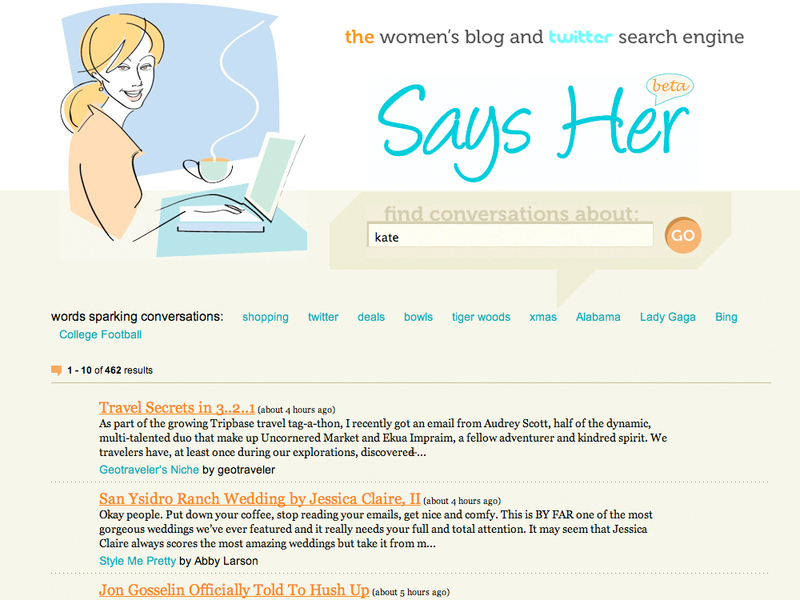 the women's blog and twitter search engine
beta
Says Her
find conversations about:
kate
GO
words sparking conversations: shopping twitter deals bowls tiger woods xmas Alabama Lady Gaga Bing
College Football
1 - 10 of 462 results
Travel Secrets in 3..2..1 (about 4 hours ago)
As part of the growing Tripbase travel tag-a-thon, I recently got an email from Audrey Scott, half of the dynamic,
multi-talented duo that make up Uncornered Market and Ekua Impraim, a fellow adventurer and kindred spirit. We
travelers have, at least once during our explorations, discovered-...
Geotraveler's Niche by geotraveler
San Ysidro Ranch Wedding by Jessica Claire, II (about 4 hours ago)
Okay people. Put down your coffee, stop reading your emails, get nice and comfy. This is BY FAR one of the most
gorgeous weddings we've ever featured and it really needs your full and total attention. It may seem that Jessica
Claire always scores the most amazing weddings but take it from m...
Style Me Pretty by Abby Larson
Jon Gosselin Officially Told To Hush Up (about 5 hours ago)